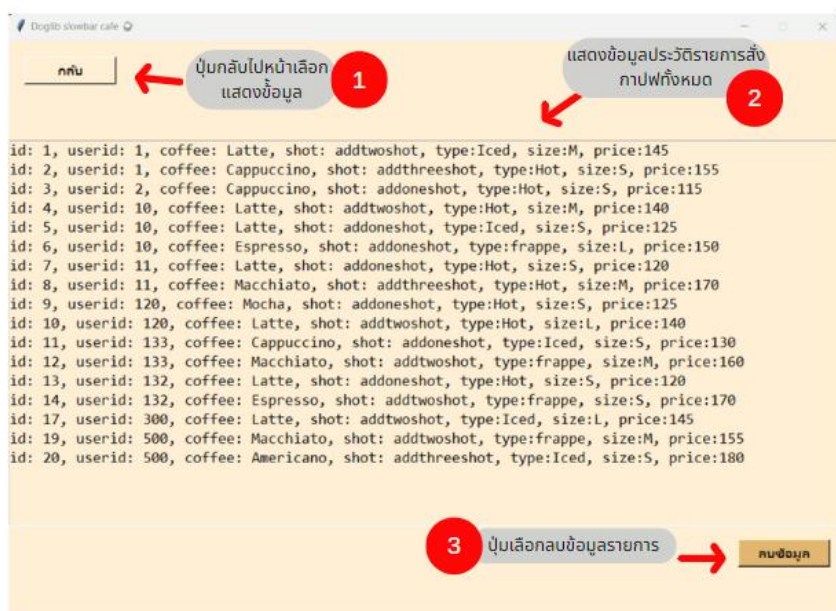 Doglib slowbar cafe
กลับ
ปุ่มกลับไปหน้าเลือก
แสดงข้อมูล
1
แสดงข้อมูลประวัติรายการสั่ง
กาปฟทั้งหมด
2
id: 1, userid: 1, coffee: Latte, shot: addtwoshot, type:Iced, size:M, price:145
id: 2, userid: 1, coffee: Cappuccino, shot: addthreeshot, type:Hot, size:S, price:155
id: 3, userid: 2, coffee: Cappuccino, shot: addoneshot, type:Hot, size:S, price:115
id: 4, userid: 10, coffee: Latte, shot: addtwoshot, type:Hot, size:M, price:140
id: 5, userid: 10, coffee: Latte, shot: addoneshot, type:Iced, size:S, price:125
id: 6, userid: 10, coffee: Espresso, shot: addoneshot, type:frappe, size:L, price:150
id: 7, userid: 11, coffee: Latte, shot: addoneshot, type:Hot, size:S, price:120
id: 8, userid: 11, coffee: Macchiato, shot: addthreeshot, type:Hot, size:M, price:170
id: 9, userid: 120, coffee: Mocha, shot: addoneshot, type:Hot, size:S, price:125
id: 10, userid: 120, coffee: Latte, shot: addtwoshot, type:Hot, size:L, price:140
id: 11, userid: 133, coffee: Cappuccino, shot: addoneshot, type:Iced, size:S, price:130
id: 12, userid: 133, coffee: Macchiato, shot: addtwoshot, type:frappe, size:M, price:160
id: 13, userid: 132, coffee: Latte, shot: addoneshot, type:Hot, size:S, price:120
id: 14, userid: 132, coffee: Espresso, shot: addtwoshot, type:frappe, size:S, price:170
id: 17, userid: 300, coffee: Latte, shot: addtwoshot, type:Iced, size:L, price:145
id: 19, userid: 500, coffee: Macchiato, shot: addtwoshot, type:frappe, size:M, price:155
id: 20, userid: 500, coffee: Americano, shot: addthreeshot, type:Iced, size:S, price:180
3
ปุ่มเลือกลบข้อมูลรายการ
ลบข้อมูล